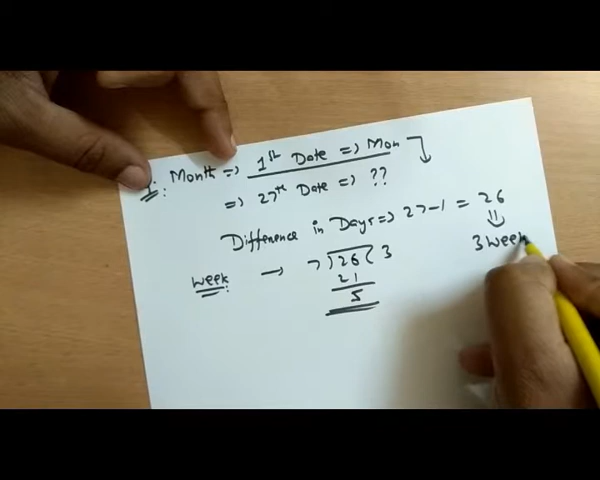 I: Month => 1st Date => Mon
=> 27th Date => ??
Difference in Days => 27-1 = 26
3 week
week: → 7)26(3
21
5